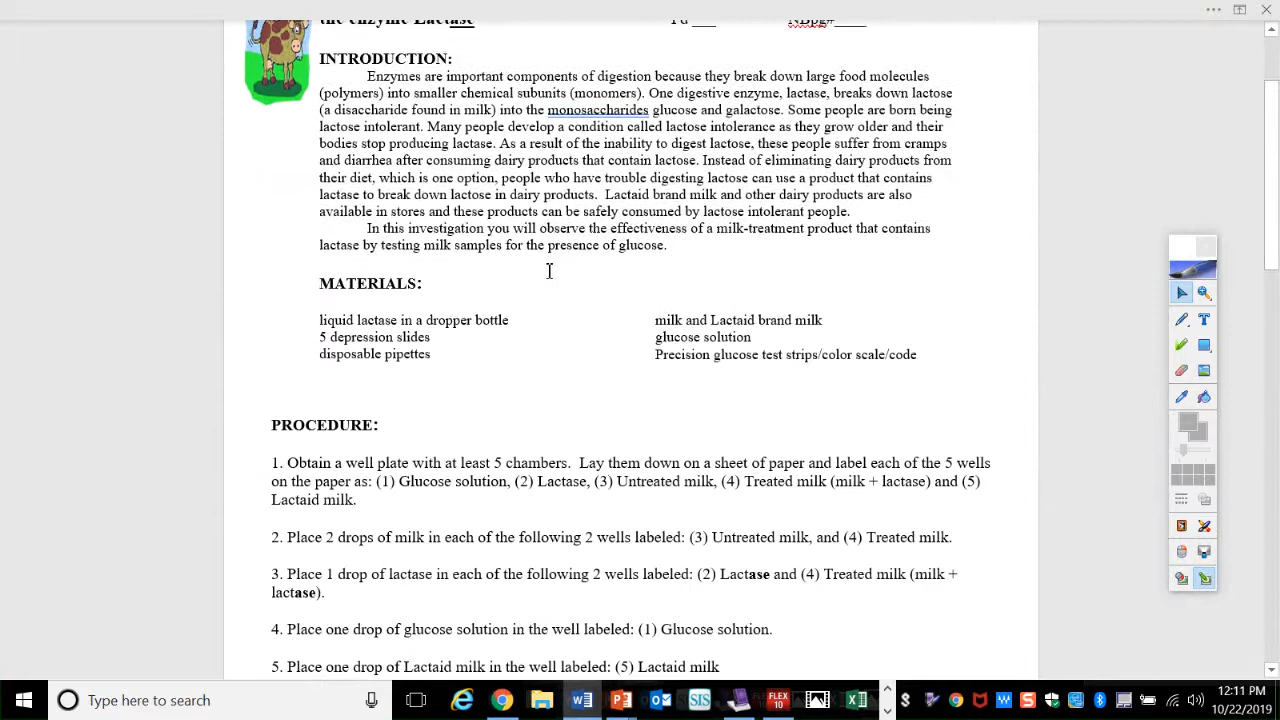 the enzyme Lactase
Pd ___ NBpg#____
INTRODUCTION:
Enzymes are important components of digestion because they break down large food molecules
(polymers) into smaller chemical subunits (monomers). One digestive enzyme, lactase, breaks down lactose
(a disaccharide found in milk) into the monosaccharides glucose and galactose. Some people are born being
lactose intolerant. Many people develop a condition called lactose intolerance as they grow older and their
bodies stop producing lactase. As a result of the inability to digest lactose, these people suffer from cramps
and diarrhea after consuming dairy products that contain lactose. Instead of eliminating dairy products from
their diet, which is one option, people who have trouble digesting lactose can use a product that contains
lactase to break down lactose in dairy products. Lactaid brand milk and other dairy products are also
available in stores and these products can be safely consumed by lactose intolerant people.
In this investigation you will observe the effectiveness of a milk-treatment product that contains
lactase by testing milk samples for the presence of glucose.
MATERIALS:
liquid lactase in a dropper bottle
5 depression slides
disposable pipettes
milk and Lactaid brand milk
glucose solution
Precision glucose test strips/color scale/code
PROCEDURE:
1. Obtain a well plate with at least 5 chambers. Lay them down on a sheet of paper and label each of the 5 wells
on the paper as: (1) Glucose solution, (2) Lactase, (3) Untreated milk, (4) Treated milk (milk + lactase) and (5)
Lactaid milk.
2. Place 2 drops of milk in each of the following 2 wells labeled: (3) Untreated milk, and (4) Treated milk.
3. Place 1 drop of lactase in each of the following 2 wells labeled: (2) Lactase and (4) Treated milk (milk +
lactase).
4. Place one drop of glucose solution in the well labeled: (1) Glucose solution.
5. Place one drop of Lactaid milk in the well labeled: (5) Lactaid milk
Type here to search
SIS
FLEX
10
12:11 PM
10/22/2019